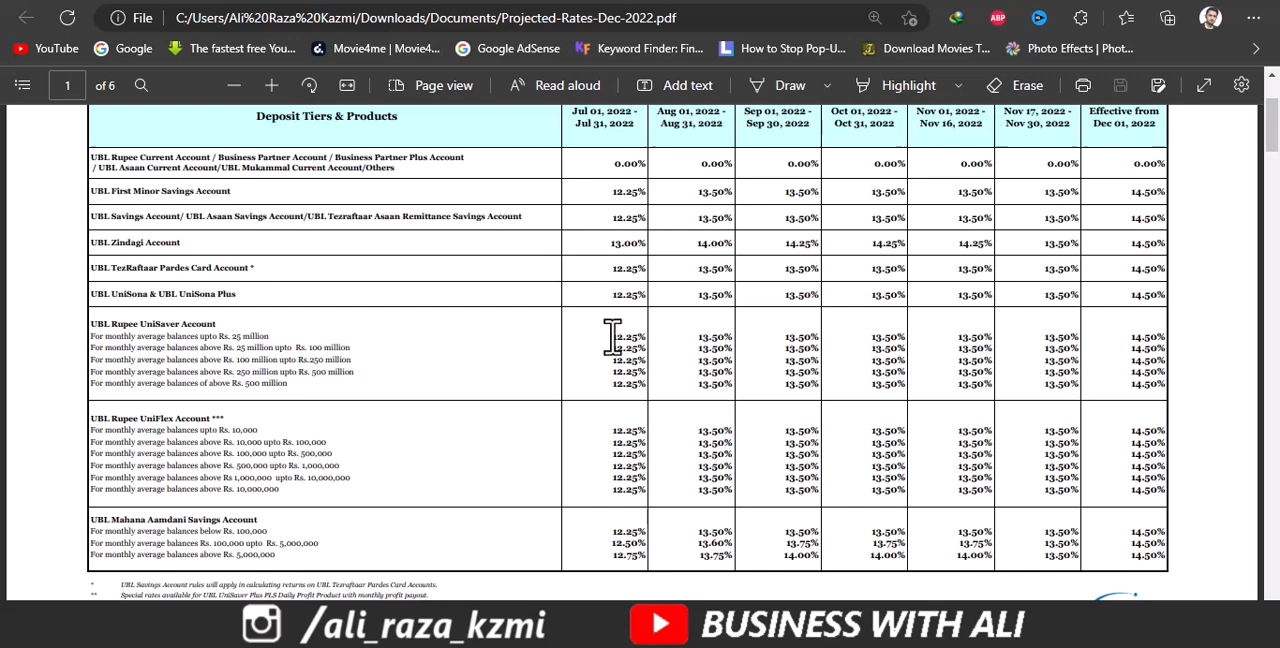 File C:/Users/Ali%20Raza%20Kazmi/Downloads/Documents/Projected-Rates-Dec-2022.pdf
ABP
YouTube Google The fastest free You... Movie4me | Movie4... Google AdSense KF Keyword Finder: Fin... L How to Stop Pop-U... Download Movies T... Photo Effects | Phot...
1 of 6 Page view Read aloud Add text Draw Highlight Erase
Deposit Tiers & Products Jul 01, 2022 - Jul 31, 2022 Aug 01, 2022 - Aug 31, 2022 Sep 01, 2022 - Sep 30, 2022 Oct 01, 2022 - Oct 31, 2022 Nov 01, 2022 - Nov 16, 2022 Nov 17, 2022 - Nov 30, 2022 Effective from Dec 01, 2022
UBL Rupee Current Account / Business Partner Account / Business Partner Plus Account
/ UBL Asaan Current Account/UBL Mukammal Current Account/Others 0.00% 0.00% 0.00% 0.00% 0.00% 0.00% 0.00%
UBL First Minor Savings Account 12.25% 13.50% 13.50% 13.50% 13.50% 13.50% 14.50%
UBL Savings Account/ UBL Asaan Savings Account/UBL Tezraftaar Asaan Remittance Savings Account 12.25% 13.50% 13.50% 13.50% 13.50% 13.50% 14.50%
UBL Zindagi Account 13.00% 14.00% 14.25% 14.25% 14.25% 13.50% 14.50%
UBL TezRaftaar Pardes Card Account * 12.25% 13.50% 13.50% 13.50% 13.50% 13.50% 14.50%
UBL UniSona & UBL UniSona Plus 12.25% 13.50% 13.50% 13.50% 13.50% 13.50% 14.50%
UBL Rupee UniSaver Account
For monthly average balances upto Rs. 25 million 12.25% 13.50% 13.50% 13.50% 13.50% 13.50% 14.50%
For monthly average balances above Rs. 25 million upto Rs. 100 million 12.25% 13.50% 13.50% 13.50% 13.50% 13.50% 14.50%
For monthly average balances above Rs. 100 million upto Rs.250 million 12.25% 13.50% 13.50% 13.50% 13.50% 13.50% 14.50%
For monthly average balances above Rs. 250 million upto Rs. 500 million 12.25% 13.50% 13.50% 13.50% 13.50% 13.50% 14.50%
For monthly average balances of above Rs. 500 million 12.25% 13.50% 13.50% 13.50% 13.50% 13.50% 14.50%
UBL Rupee UniFlex Account ***
For monthly average balances upto Rs. 10,000 12.25% 13.50% 13.50% 13.50% 13.50% 13.50% 14.50%
For monthly average balances above Rs. 10,000 upto Rs. 100,000 12.25% 13.50% 13.50% 13.50% 13.50% 13.50% 14.50%
For monthly average balances above Rs. 100,000 upto Rs. 500,000 12.25% 13.50% 13.50% 13.50% 13.50% 13.50% 14.50%
For monthly average balances above Rs. 500,000 upto Rs. 1,000,000 12.25% 13.50% 13.50% 13.50% 13.50% 13.50% 14.50%
For monthly average balances above Rs 1,000,000 upto Rs. 10,000,000 12.25% 13.50% 13.50% 13.50% 13.50% 13.50% 14.50%
For monthly average balances above Rs. 10,000,000 12.25% 13.50% 13.50% 13.50% 13.50% 13.50% 14.50%
UBL Mahana Aamdani Savings Account
For monthly average balances below Rs. 100,000 12.25% 13.50% 13.50% 13.50% 13.50% 13.50% 14.50%
For monthly average balances Rs. 100,000 upto Rs. 5,000,000 12.50% 13.60% 13.75% 13.75% 13.75% 13.50% 14.50%
For monthly average balances above Rs. 5,000,000 12.75% 13.75% 14.00% 14.00% 14.00% 13.50% 14.50%
* UBL Savings Account rules will apply in calculating returns on UBL Tezraftaar Pardes Card Accounts.
** Special rates available for UBL UniSaver Plus PLS Daily Profit Product with monthly profit payout.
/ali_raza_kzmi BUSINESS WITH ALI